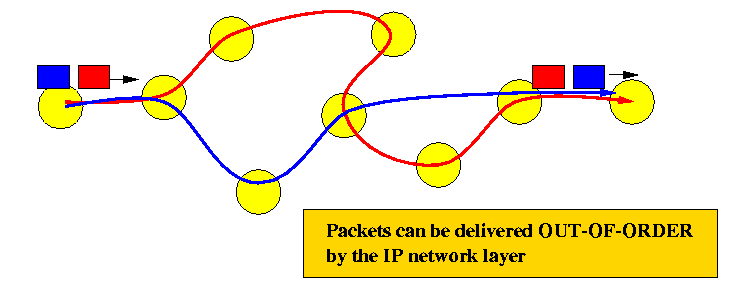 Packets can be delivered OUT-OF-ORDER
by the IP network layer